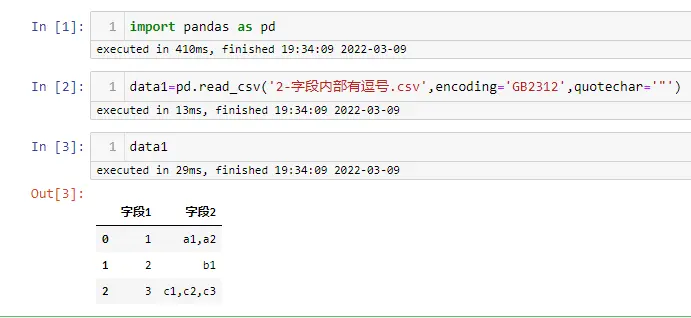 In [1]: 1 import pandas as pd
executed in 410ms, finished 19:34:09 2022-03-09
In [2]: 1 data1=pd.read_csv('2-字段内部有逗号.csv',encoding='GB2312',quotechar='"')
executed in 13ms, finished 19:34:09 2022-03-09
In [3]: 1 data1
executed in 29ms, finished 19:34:09 2022-03-09
Out[3]:
字段1 字段2
0 1 a1,a2
1 2 b1
2 3 c1,c2,c3